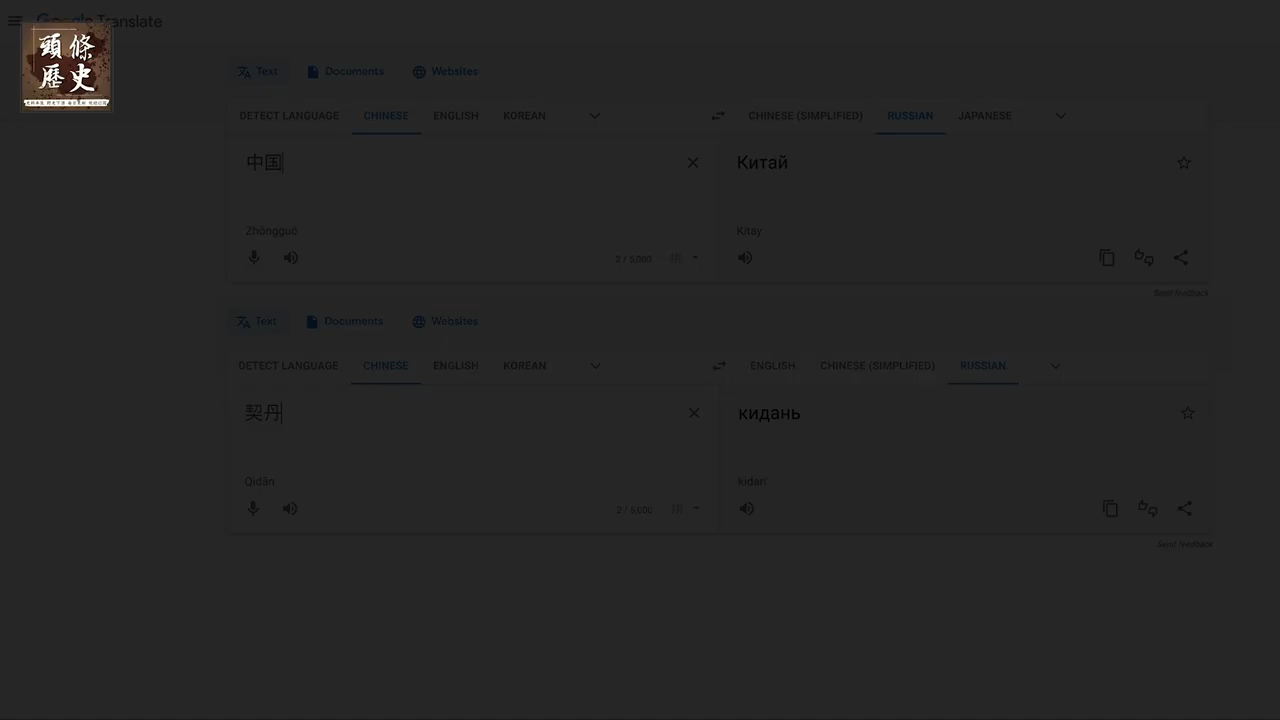 Google Translate
頭條
歷史
Text Documents Websites
DETECT LANGUAGE CHINESE ENGLISH KOREAN CHINESE (SIMPLIFIED) RUSSIAN JAPANESE
中国 Китай
Zhōngguó Kitay
2 / 5,000
Send feedback
Text Documents Websites
DETECT LANGUAGE CHINESE ENGLISH KOREAN ENGLISH CHINESE (SIMPLIFIED) RUSSIAN
契丹 кидань
Qìdān kidan'
2 / 5,000
Send feedback